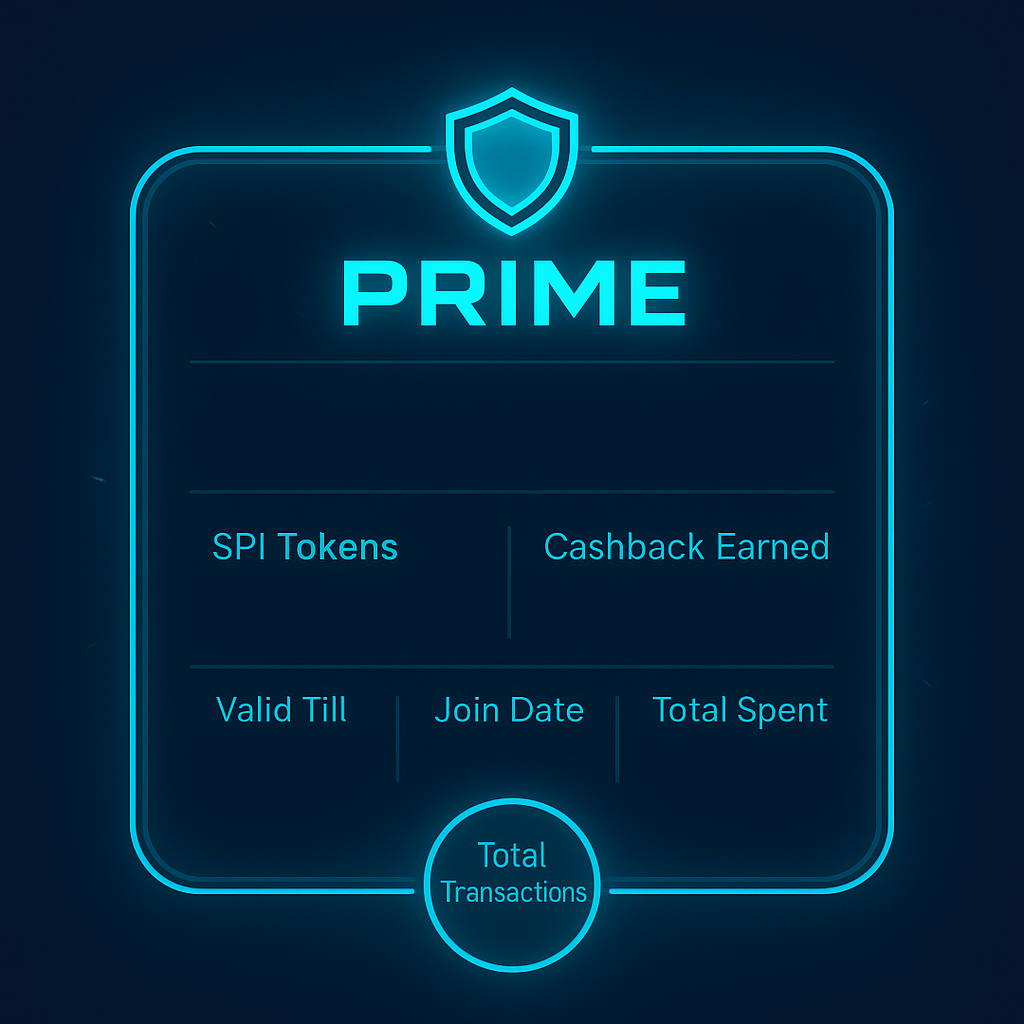 PRIME
SPI Tokens
Cashback Earned
Valid Till
Join Date
Total Spent
Total
Transactions